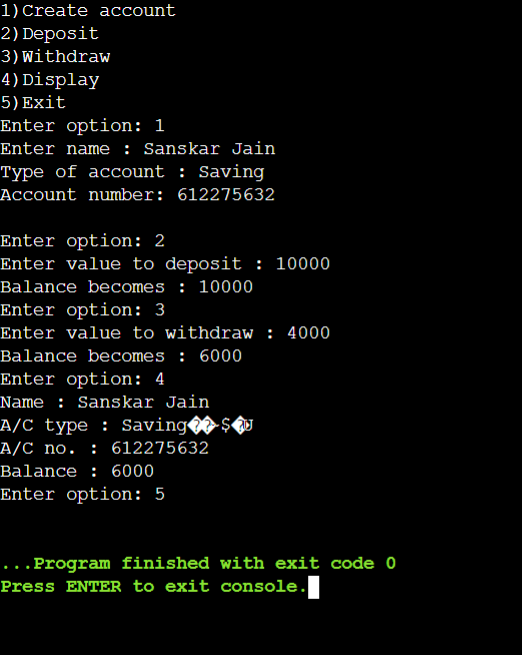 1)Create account
2)Deposit
3)Withdraw
4)Display
5)Exit
Enter option: 1
Enter name : Sanskar Jain
Type of account : Saving
Account number: 612275632
Enter option: 2
Enter value to deposit : 10000
Balance becomes : 10000
Enter option: 3
Enter value to withdraw : 4000
Balance becomes : 6000
Enter option: 4
Name : Sanskar Jain
A/C type : Saving
A/C no. : 612275632
Balance : 6000
Enter option: 5
...Program finished with exit code 0
Press ENTER to exit console.